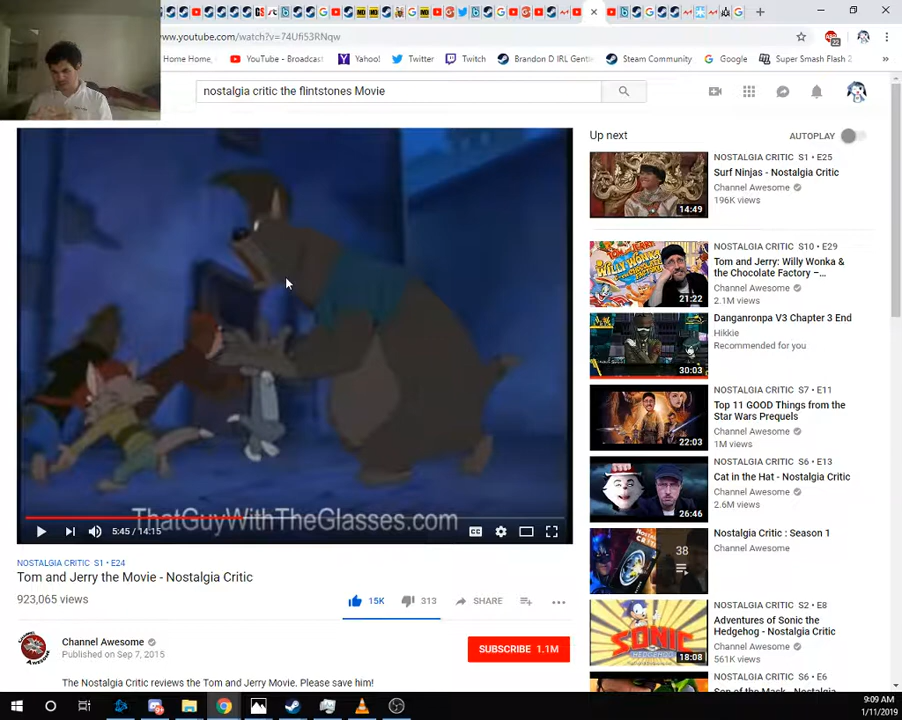 www.youtube.com/watch?v=74Ufi53RNqw
22
Home
Home,
YouTube - Broadcast
Yahoo!
Twitter
Twitch
Brandon D IRL Genti
Steam Community
Google
Super Smash Flash 2
nostalgia critic the flintstones Movie
Up next
AUTOPLAY
NOSTALGIA CRITIC S1 • E25
Surf Ninjas - Nostalgia Critic
Channel Awesome
196K views
14:49
NOSTALGIA CRITIC S10 • E29
Tom and Jerry: Willy Wonka &
the Chocolate Factory –...
Channel Awesome
2.1M views
21:22
Danganronpa V3 Chapter 3 End
Hikkie
Recommended for you
30:03
NOSTALGIA CRITIC S7 • E11
Top 11 GOOD Things from the
Star Wars Prequels
Channel Awesome
1M views
22:03
NOSTALGIA CRITIC S6 • E13
Cat in the Hat - Nostalgia Critic
Channel Awesome
2.6M views
26:46
Nostalgia Critic : Season 1
Channel Awesome
38
NOSTALGIA CRITIC S2 • E8
Adventures of Sonic the
Hedgehog - Nostalgia Critic
Channel Awesome
561K views
18:08
NOSTALGIA CRITIC S6 • E6
Son of the Mask - Nostalgia Critic
ThatGuyWithTheGlasses.com
5:45 / 14:15
CC
NOSTALGIA CRITIC S1 • E24
Tom and Jerry the Movie - Nostalgia Critic
923,065 views
15K
313
SHARE
Channel Awesome
Published on Sep 7, 2015
SUBSCRIBE 1.1M
The Nostalgia Critic reviews the Tom and Jerry Movie. Please save him!
9:09 AM
1/11/2019